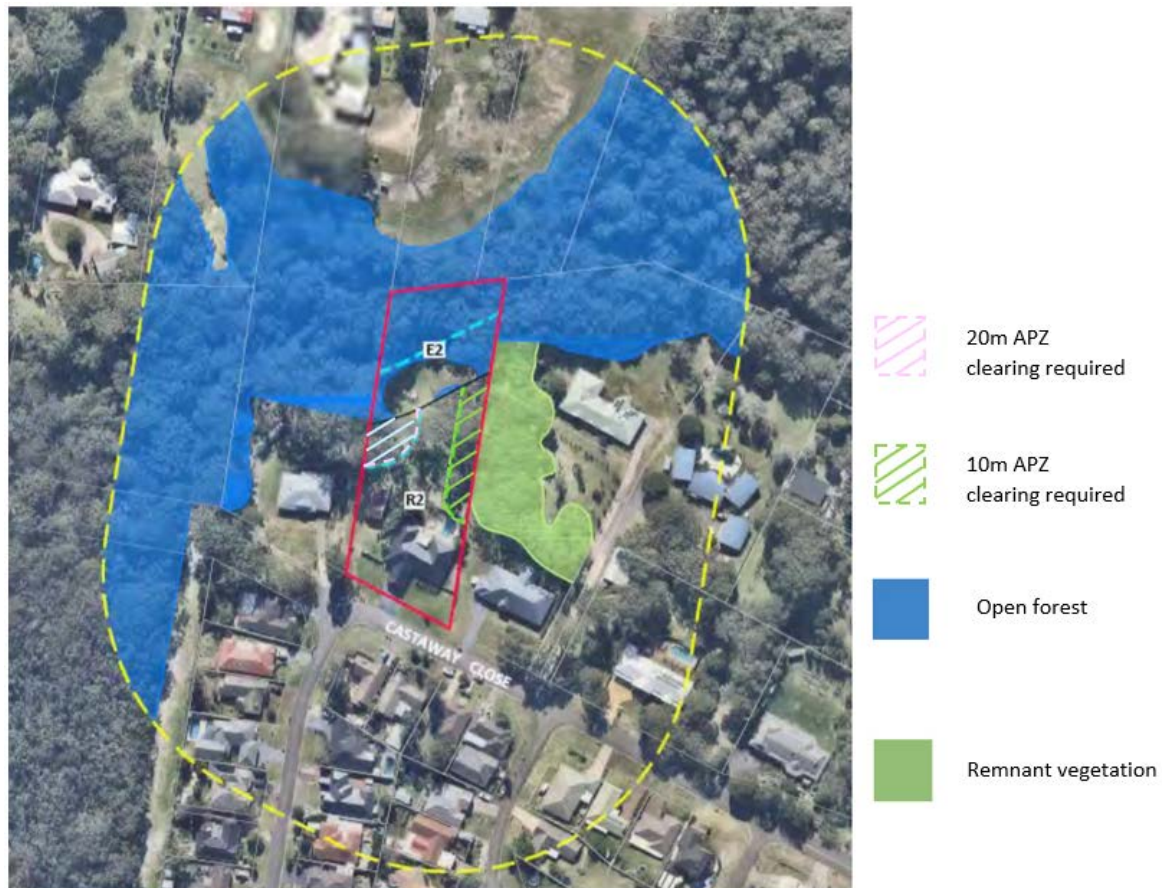 E2
R2
CASTAWAY CLOSE
20m APZ
clearing required
10m APZ
clearing required
Open forest
Remnant vegetation